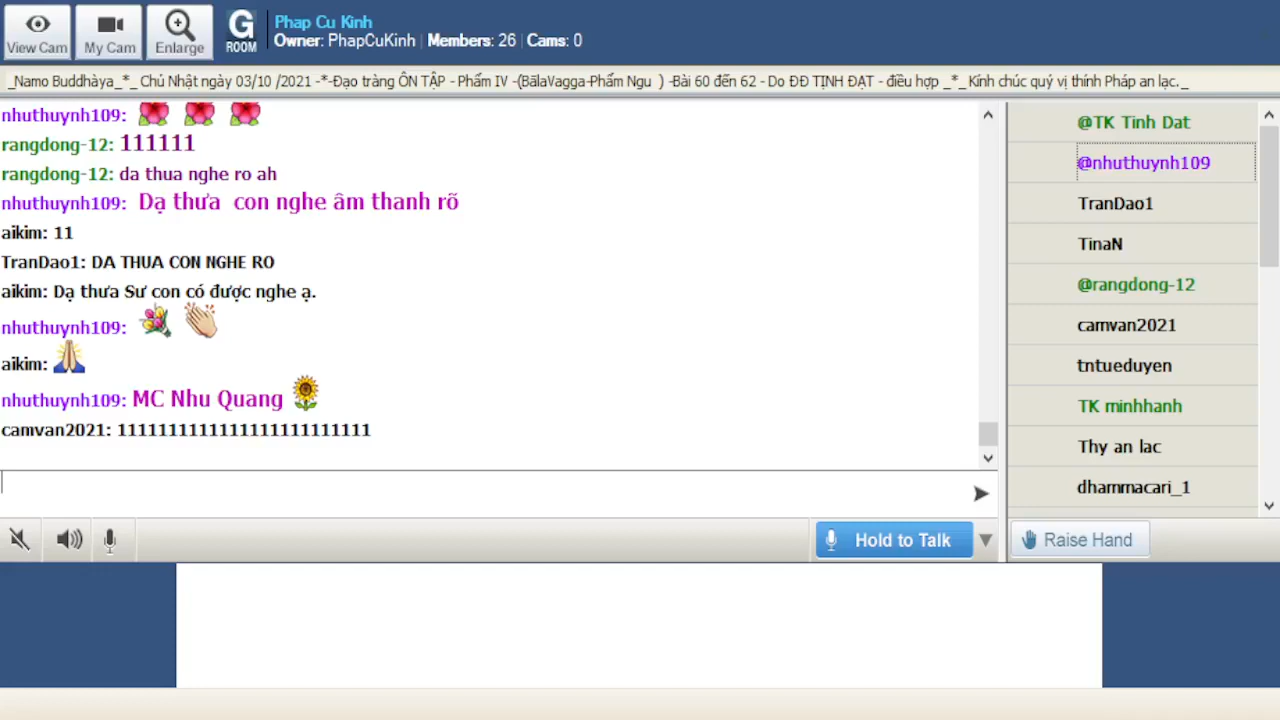 View Cam
My Cam
Enlarge
G
ROOM
Phap Cu Kinh
Owner: PhapCuKinh | Members: 26 | Cams: 0
_Namo Buddhàya_*_ Chủ Nhật ngày 03/10 /2021 -*-Đạo tràng ÔN TẬP - Phẩm IV -(BālaVagga-Phẩm Ngu ) -Bài 60 đến 62 - Do ĐĐ TỊNH ĐẠT - điều hợp _*_ Kính chúc quý vị thính Pháp an lạc._
nhuthuynh109:
rangdong-12: 111111
rangdong-12: da thua nghe ro ah
nhuthuynh109: Dạ thưa con nghe âm thanh rõ
aikim: 11
TranDao1: DA THUA CON NGHE RO
aikim: Dạ thưa Sư con có được nghe ạ.
nhuthuynh109:
aikim:
nhuthuynh109: MC Nhu Quang
camvan2021: 1111111111111111111111111
@TK Tinh Dat
@nhuthuynh109
TranDao1
TinaN
@rangdong-12
camvan2021
tntueduyen
TK minhhanh
Thy an lac
dhammacari_1
Hold to Talk
Raise Hand